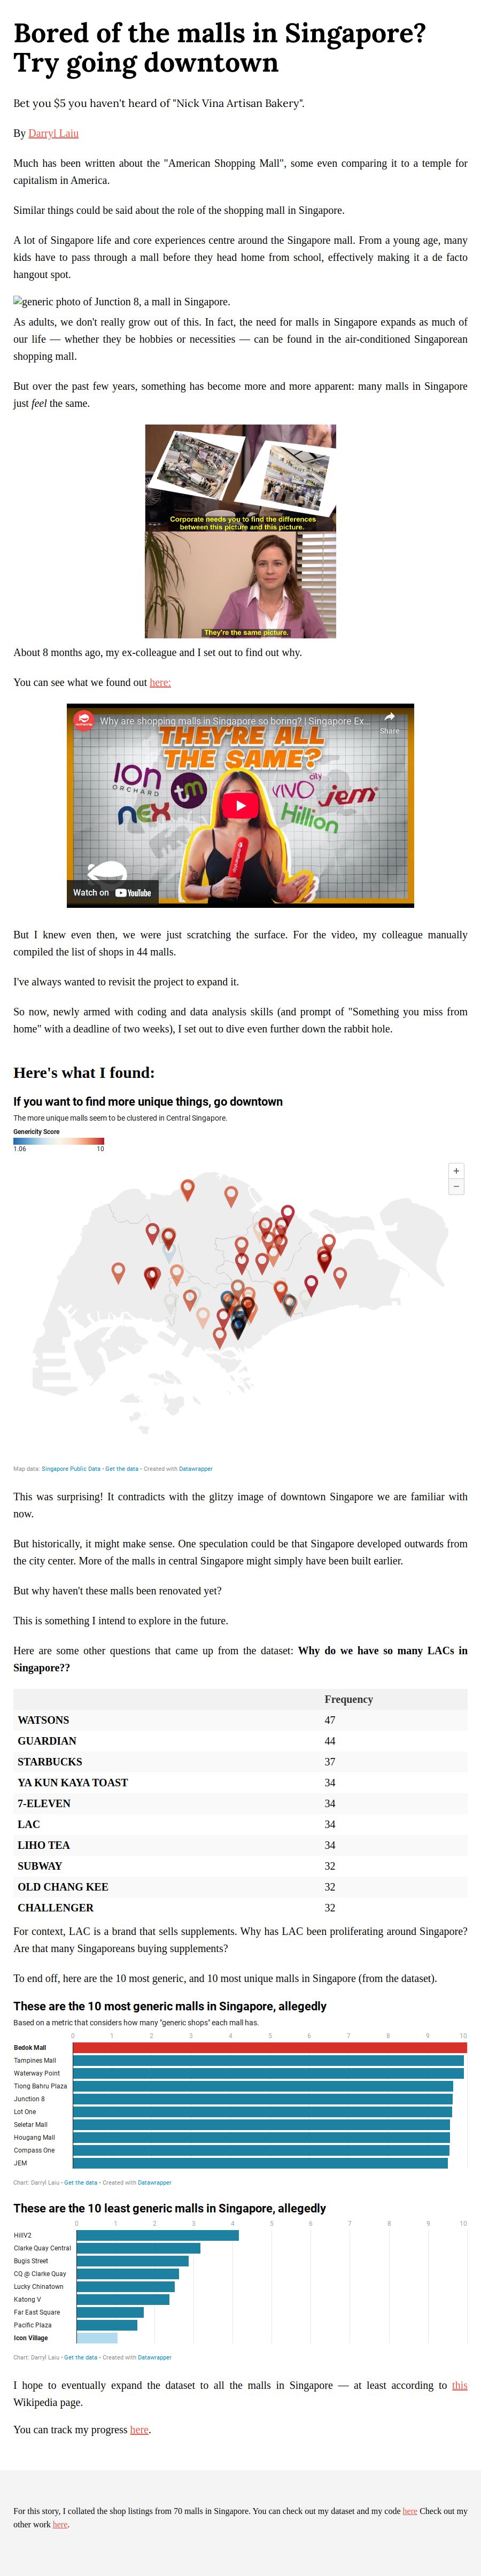 Bored of the malls in Singapore?
Try going downtown
Bet you $5 you haven't heard of "Nick Vina Artisan Bakery".
By Darryl Laiu
Much has been written about the "American Shopping Mall", some even comparing it to a temple for
capitalism in America.
Similar things could be said about the role of the shopping mall in Singapore.
A lot of Singapore life and core experiences centre around the Singapore mall. From a young age, many
kids have to pass through a mall before they head home from school, effectively making it a de facto
hangout spot.
generic photo of Junction 8, a mall in Singapore.
As adults, we don't really grow out of this. In fact, the need for malls in Singapore expands as much of
our life — whether they be hobbies or necessities — can be found in the air-conditioned Singaporean
shopping mall.
But over the past few years, something has become more and more apparent: many malls in Singapore
just feel the same.
Corporate needs you to find the differences
between this picture and this picture.
They're the same picture.
About 8 months ago, my ex-colleague and I set out to find out why.
You can see what we found out here:
Why are shopping malls in Singapore so boring? | Singapore Ex...
Share
THEY'RE ALL
THE SAME?
ION
ORCHARD
tm
nex
VIVO
city
jem
Hillion
Watch on YouTube
But I knew even then, we were just scratching the surface. For the video, my colleague manually
compiled the list of shops in 44 malls.
I've always wanted to revisit the project to expand it.
So now, newly armed with coding and data analysis skills (and prompt of "Something you miss from
home" with a deadline of two weeks), I set out to dive even further down the rabbit hole.
Here's what I found:
If you want to find more unique things, go downtown
The more unique malls seem to be clustered in Central Singapore.
Genericity Score
1.06 10
+
−
Map data: Singapore Public Data • Get the data • Created with Datawrapper
This was surprising! It contradicts with the glitzy image of downtown Singapore we are familiar with
now.
But historically, it might make sense. One speculation could be that Singapore developed outwards from
the city center. More of the malls in central Singapore might simply have been built earlier.
But why haven't these malls been renovated yet?
This is something I intend to explore in the future.
Here are some other questions that came up from the dataset: Why do we have so many LACs in
Singapore??
Frequency
WATSONS 47
GUARDIAN 44
STARBUCKS 37
YA KUN KAYA TOAST 34
7-ELEVEN 34
LAC 34
LIHO TEA 34
SUBWAY 32
OLD CHANG KEE 32
CHALLENGER 32
For context, LAC is a brand that sells supplements. Why has LAC been proliferating around Singapore?
Are that many Singaporeans buying supplements?
To end off, here are the 10 most generic, and 10 most unique malls in Singapore (from the dataset).
These are the 10 most generic malls in Singapore, allegedly
Based on a metric that considers how many "generic shops" each mall has.
0 1 2 3 4 5 6 7 8 9 10
Bedok Mall
Tampines Mall
Waterway Point
Tiong Bahru Plaza
Junction 8
Lot One
Seletar Mall
Hougang Mall
Compass One
JEM
Chart: Darryl Laiu • Get the data • Created with Datawrapper
These are the 10 least generic malls in Singapore, allegedly
0 1 2 3 4 5 6 7 8 9 10
HillV2
Clarke Quay Central
Bugis Street
CQ @ Clarke Quay
Lucky Chinatown
Katong V
Far East Square
Pacific Plaza
Icon Village
Chart: Darryl Laiu • Get the data • Created with Datawrapper
I hope to eventually expand the dataset to all the malls in Singapore — at least according to this
Wikipedia page.
You can track my progress here.
For this story, I collated the shop listings from 70 malls in Singapore. You can check out my dataset and my code here Check out my
other work here.